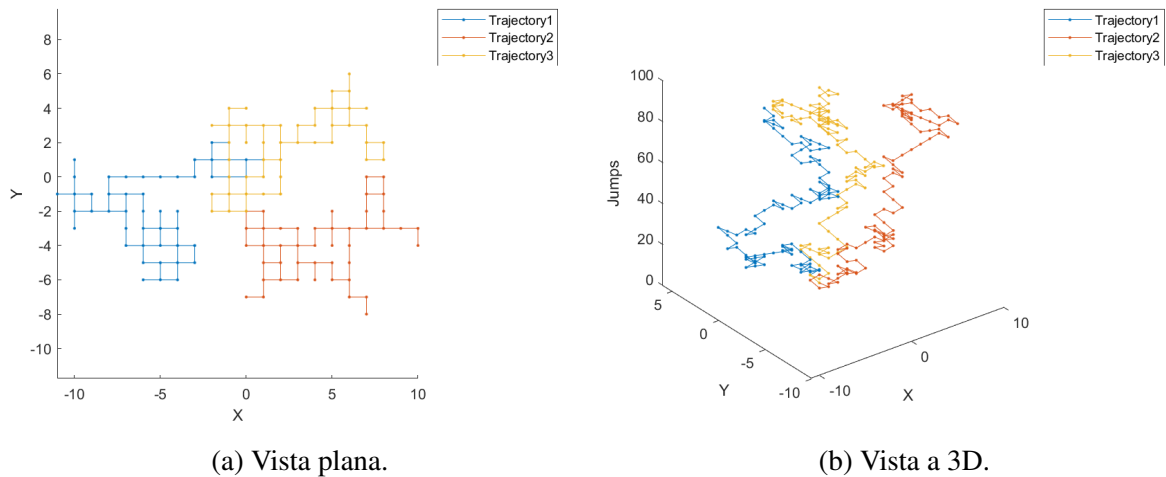 Trajectory1
Trajectory2
Trajectory3
8
6
4
2
0
-2
-4
-6
-8
-10
Y
-10 -5 0 5 10
X
(a) Vista plana.
Trajectory1
Trajectory2
Trajectory3
100
80
60
40
20
0
Jumps
5
0
-5
-10
Y
-10
0
10
X
(b) Vista a 3D.